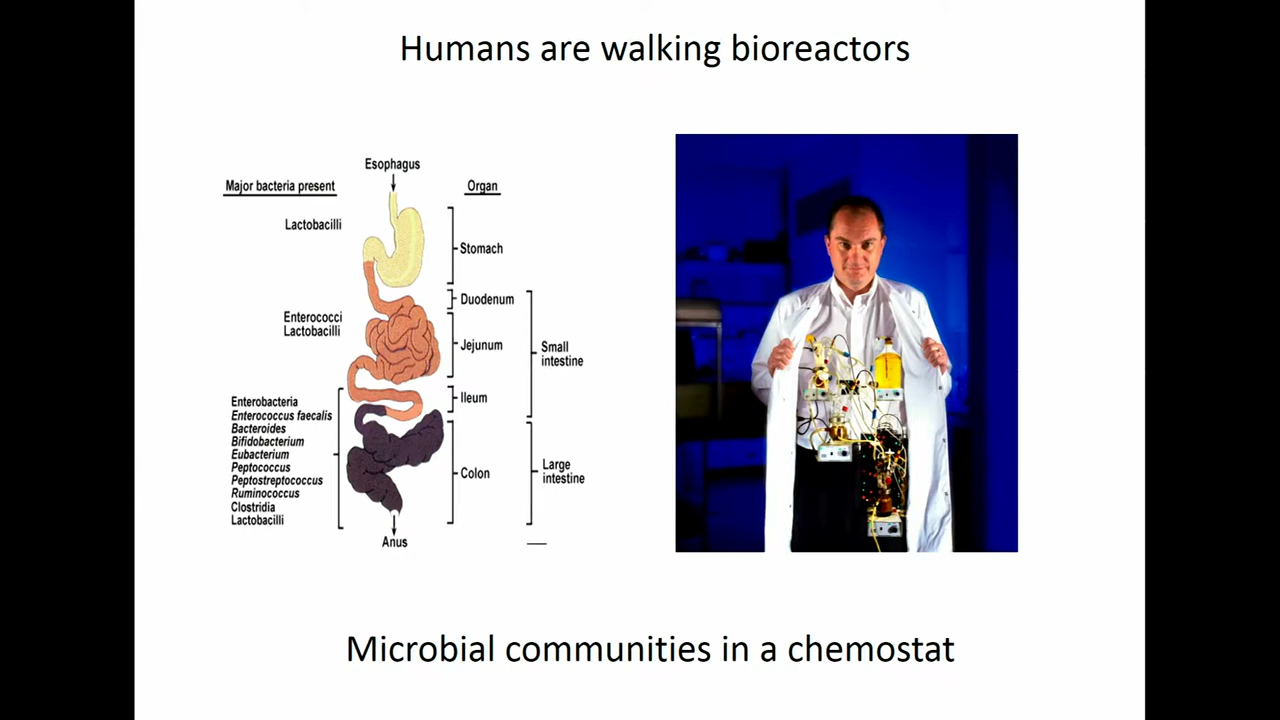 Humans are walking bioreactors
Esophagus
Major bacteria present
Organ
Lactobacilli
Stomach
Duodenum
Enterococci
Lactobacilli
Jejunum
Small
intestine
Ileum
Enterobacteria
Enterococcus faecalis
Bacteroides
Bifidobacterium
Eubacterium
Peptococcus
Peptostreptococcus
Ruminococcus
Clostridia
Lactobacilli
Colon
Large
intestine
Anus
Microbial communities in a chemostat